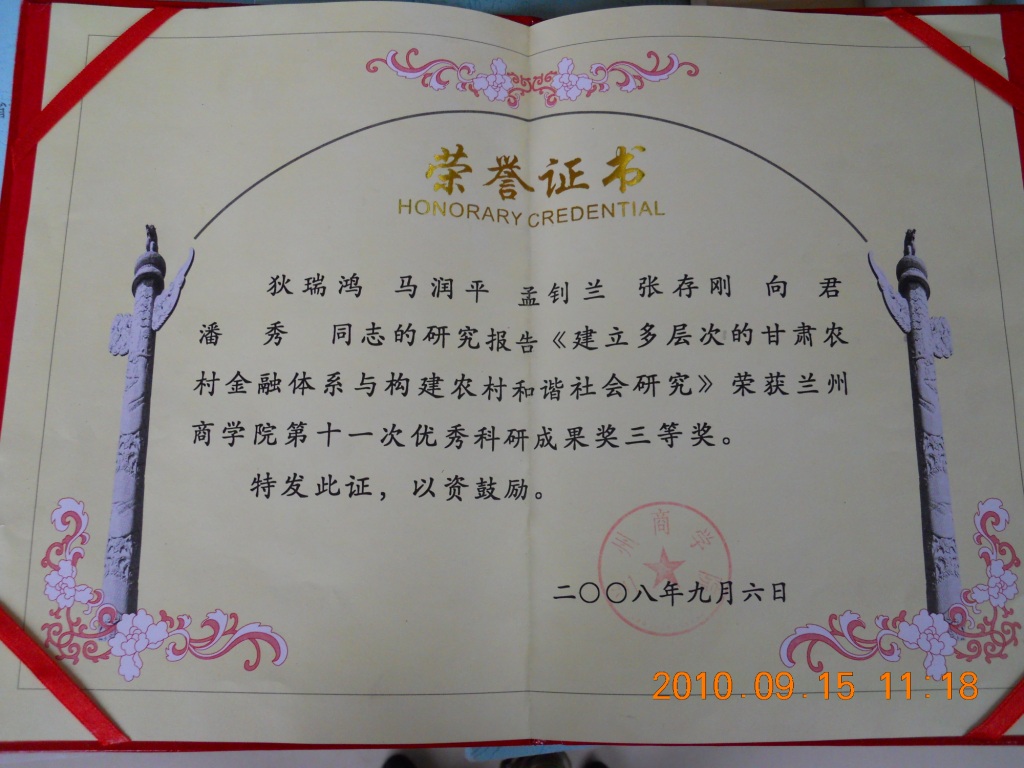 荣誉证书
HONORARY CREDENTIAL
狄瑞鸿 马润平 孟钊兰 张存刚 向 君
潘 秀 同志的研究报告《建立多层次的甘肃农
村金融体系与构建农村和谐社会研究》荣获兰州
商学院第十一次优秀科研成果奖三等奖。
特发此证，以资鼓励。
州商学
二〇〇八年九月六日
2010.09.15 11:18